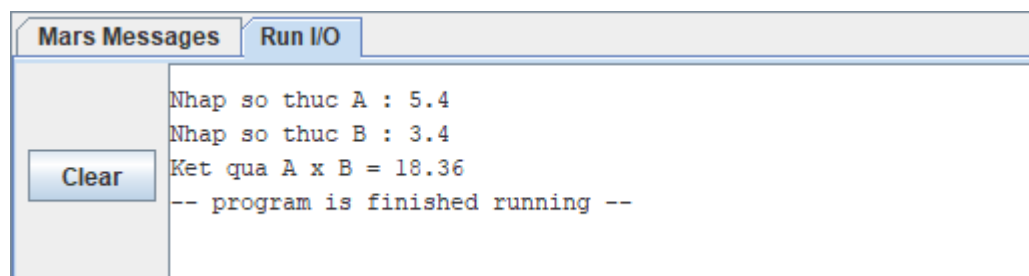 Mars Messages Run I/O
Nhap so thuc A : 5.4
Nhap so thuc B : 3.4
Clear
Ket qua A x B = 18.36
-- program is finished running --